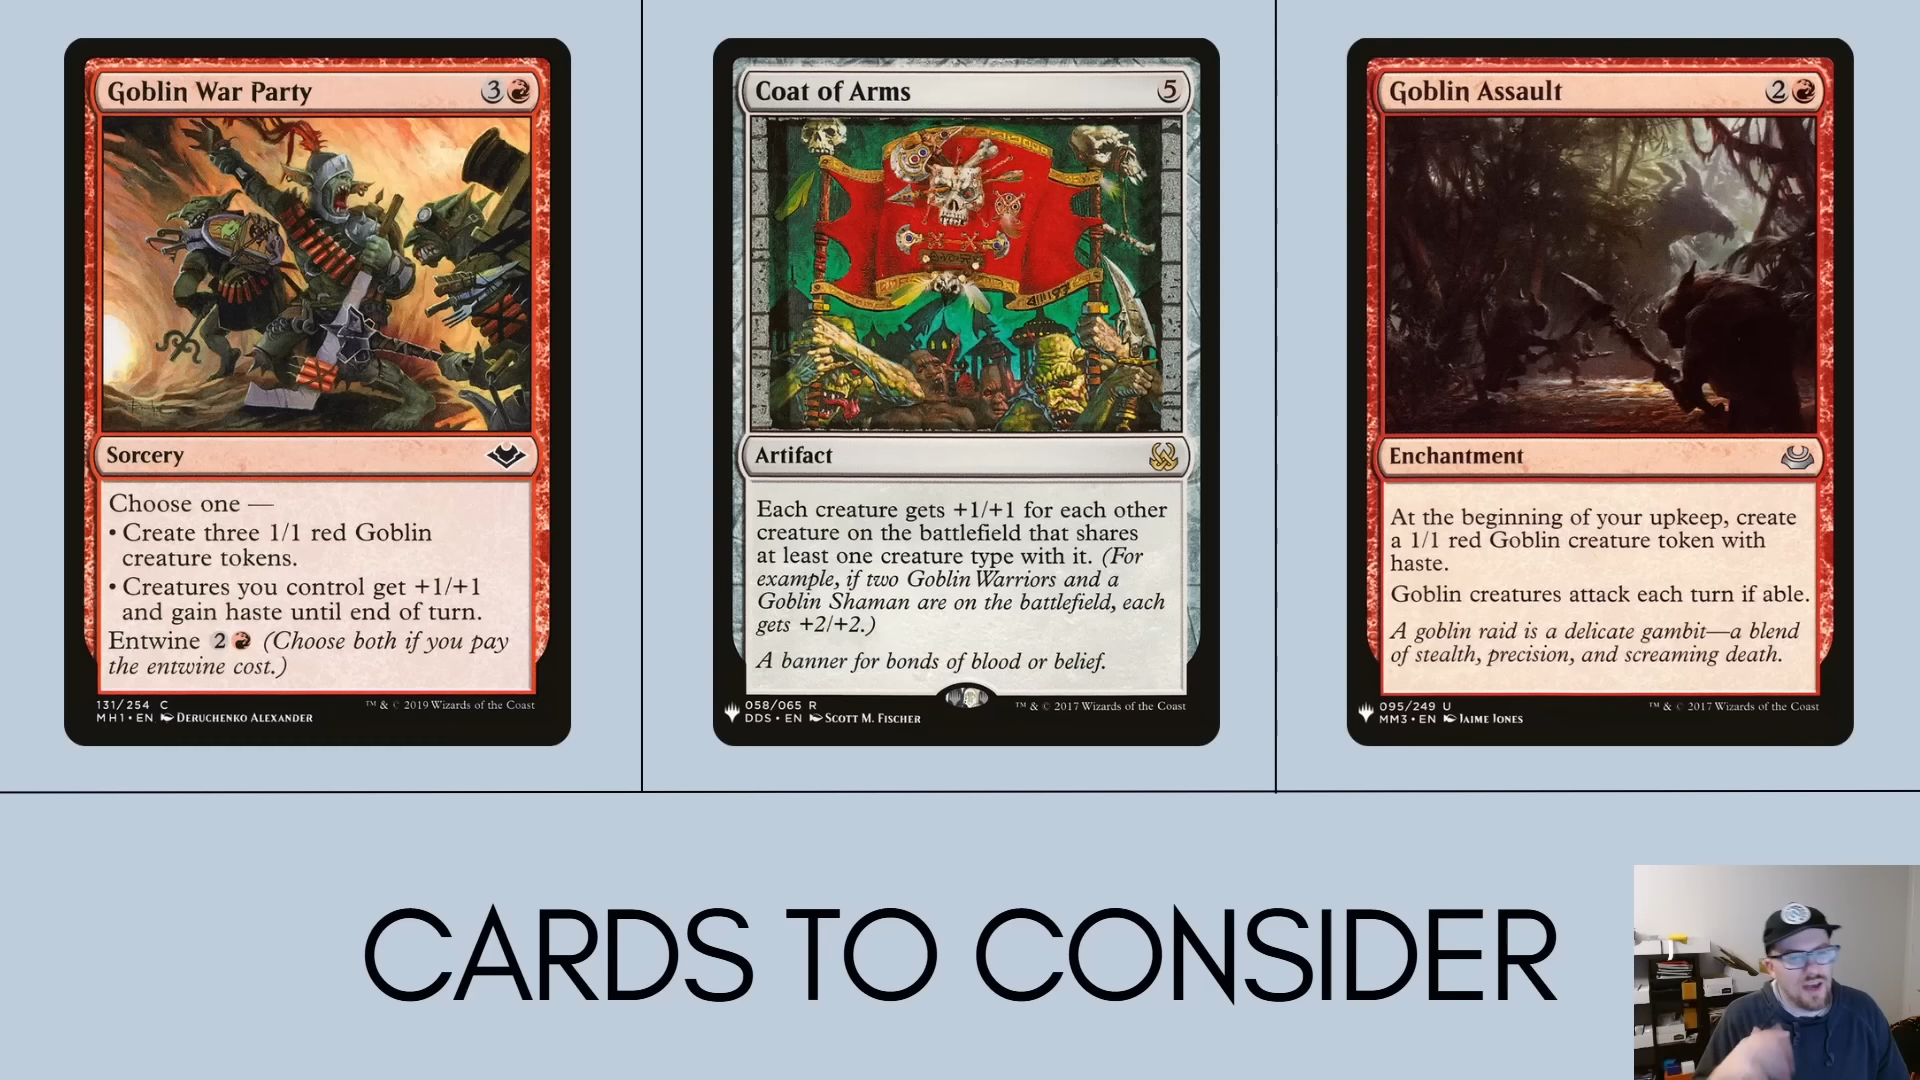 Goblin War Party
3
Sorcery
Choose one —
• Create three 1/1 red Goblin
creature tokens.
• Creatures you control get +1/+1
and gain haste until end of turn.
Entwine 2 (Choose both if you pay
the entwine cost.)
131/254 C
MH1 • EN Deruchenko Alexander
™ & © 2019 Wizards of the Coast
Coat of Arms
5
Artifact
Each creature gets +1/+1 for each other
creature on the battlefield that shares
at least one creature type with it. (For
example, if two Goblin Warriors and a
Goblin Shaman are on the battlefield, each
gets +2/+2.)
A banner for bonds of blood or belief.
058/065 R
DDS • EN Scott M. Fischer
™ & © 2017 Wizards of the Coast
Goblin Assault
2
Enchantment
At the beginning of your upkeep, create
a 1/1 red Goblin creature token with
haste.
Goblin creatures attack each turn if able.
A goblin raid is a delicate gambit—a blend
of stealth, precision, and screaming death.
095/249 U
MM3 • EN Jaime Jones
™ & © 2017 Wizards of the Coast
CARDS TO CONSIDER